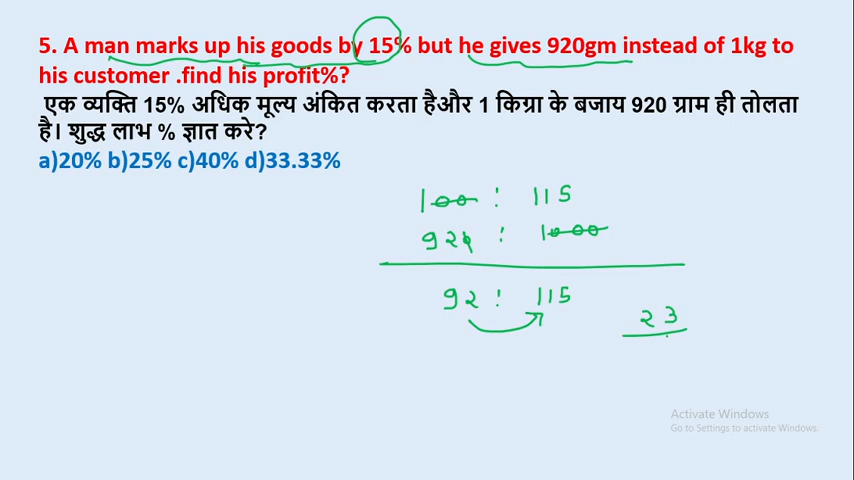 5. A man marks up his goods by 15% but he gives 920gm instead of 1kg to
his customer .find his profit%?
एक व्यक्ति 15% अधिक मूल्य अंकित करता हैऔर 1 किग्रा के बजाय 920 ग्राम ही तोलता
है। शुद्ध लाभ % ज्ञात करे?
a)20% b)25% c)40% d)33.33%
100 : 115
920 : 1000
92 : 115
23
Activate Windows
Go to Settings to activate Windows.